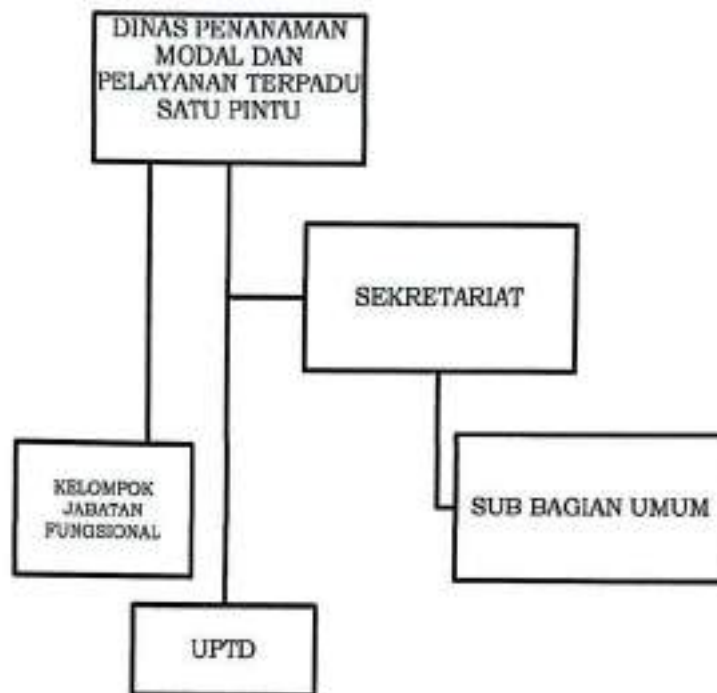 DINAS PENANAMAN
MODAL DAN
PELAYANAN TERPADU
SATU PINTU
SEKRETARIAT
KELOMPOK
JABATAN
FUNGSIONAL
SUB BAGIAN UMUM
UPTD